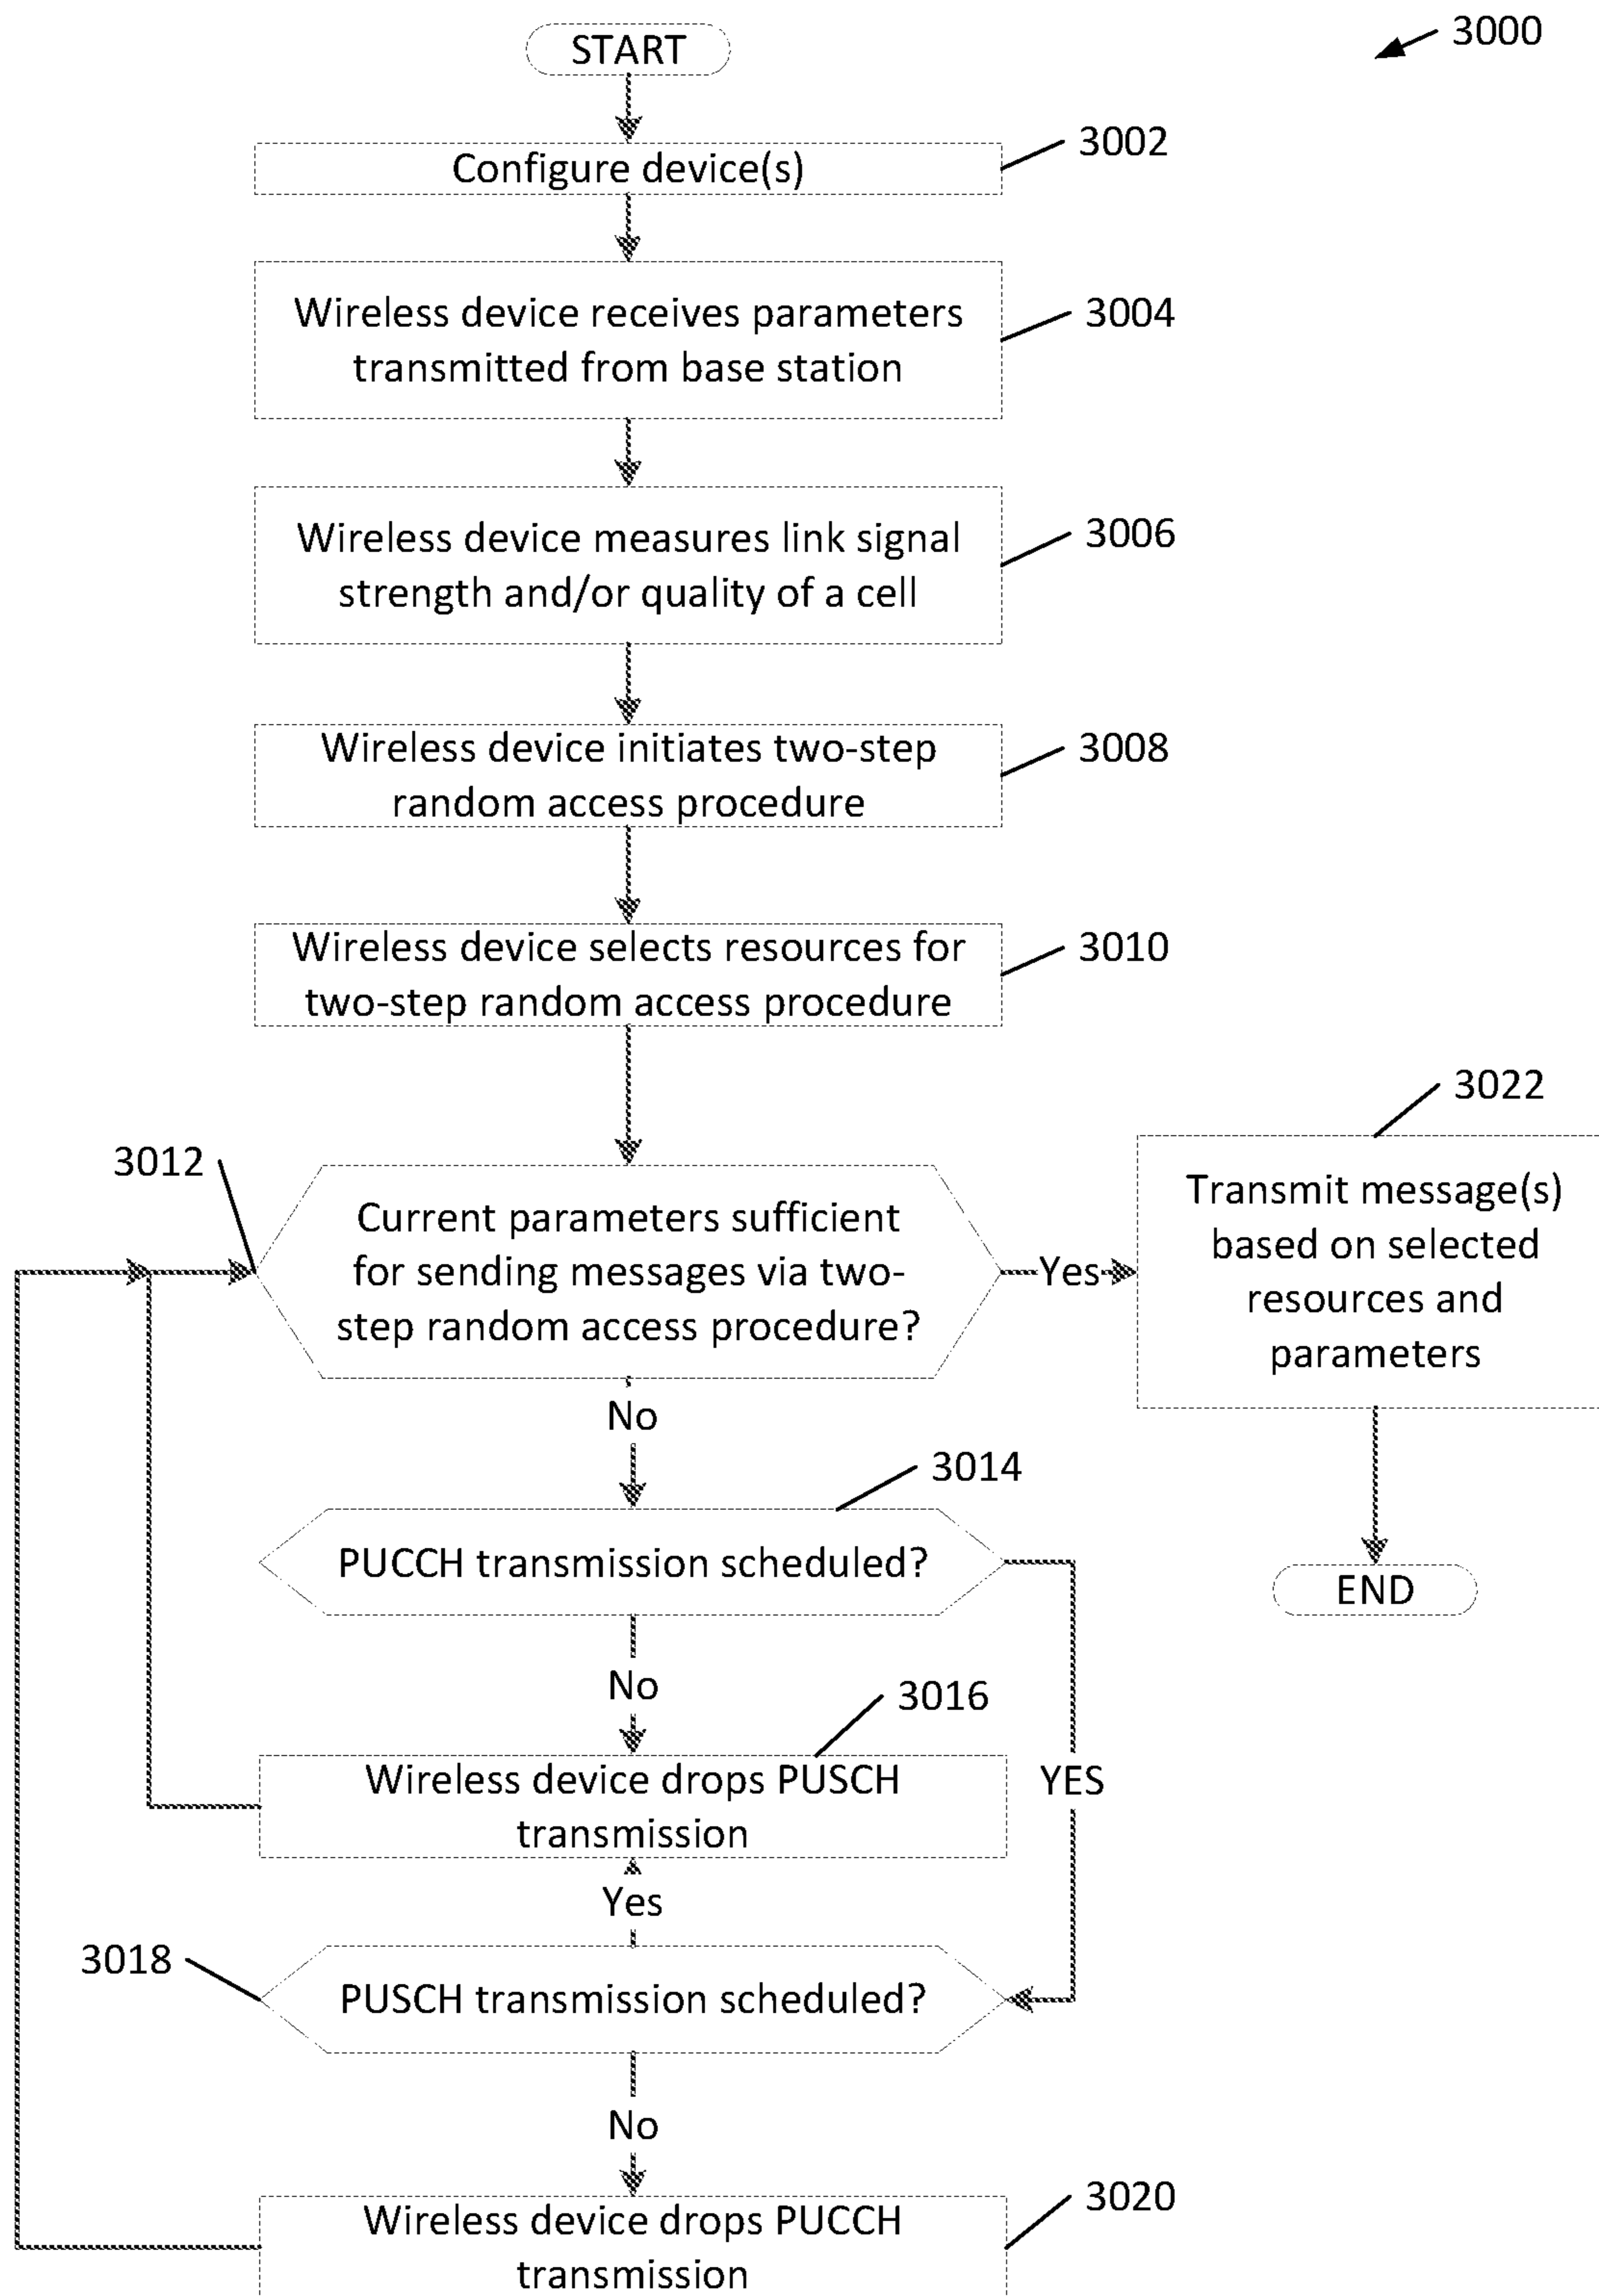 START
3000
Configure device(s)
3002
Wireless device receives parameters
transmitted from base station
3004
Wireless device measures link signal
strength and/or quality of a cell
3006
Wireless device initiates two-step
random access procedure
3008
Wireless device selects resources for
two-step random access procedure
3010
3012
Current parameters sufficient
for sending messages via two-
step random access procedure?
Yes
3022
Transmit message(s)
based on selected
resources and
parameters
END
No
3014
PUCCH transmission scheduled?
No
YES
3016
Wireless device drops PUSCH
transmission
Yes
3018
PUSCH transmission scheduled?
No
3020
Wireless device drops PUCCH
transmission